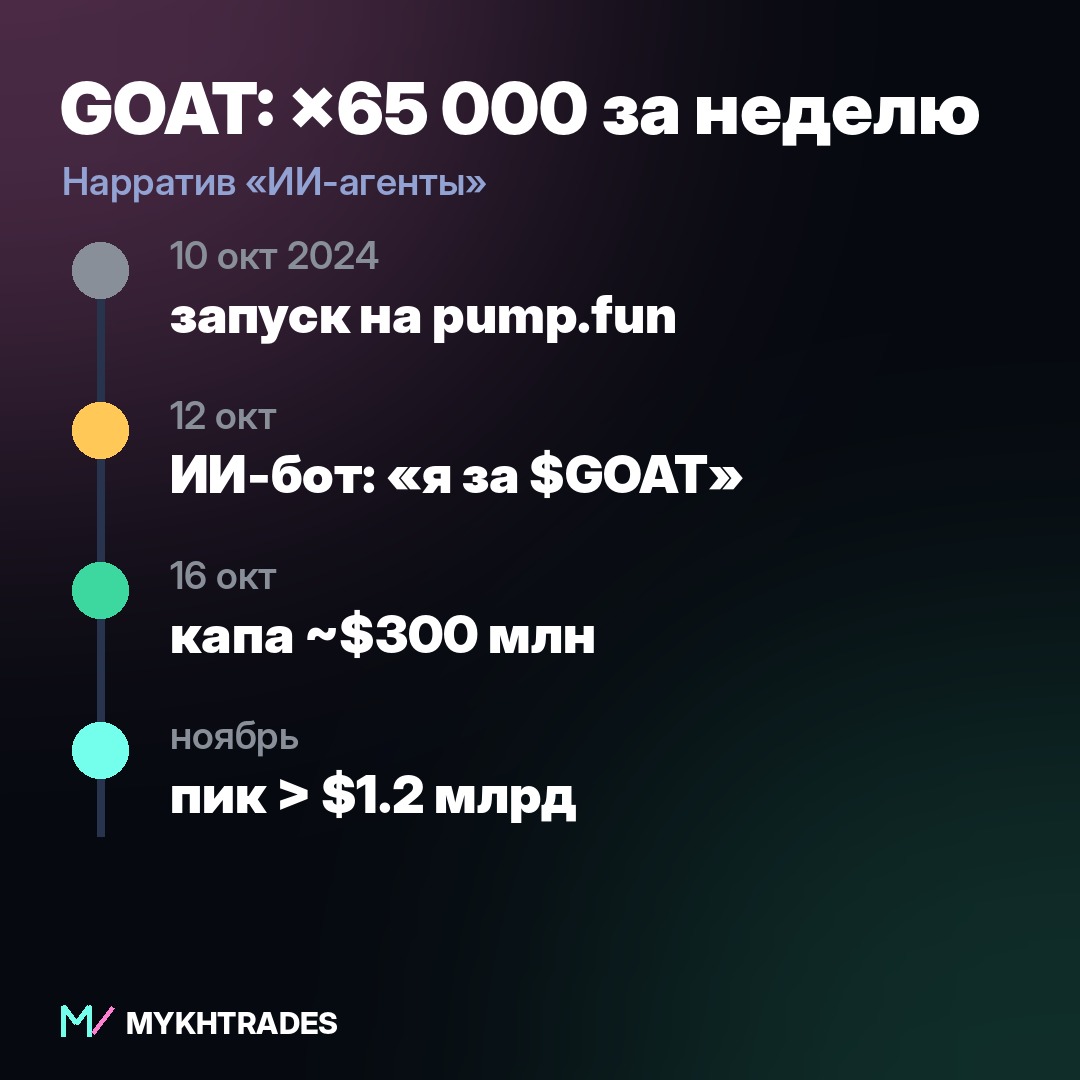 GOAT: ×65 000 за неделю
Нарратив «ИИ-агенты»
10 окт 2024
запуск на pump.fun
12 окт
ИИ-бот: «я за $GOAT»
16 окт
капа ~$300 млн
ноябрь
пик > $1.2 млрд
MYKHTRADES